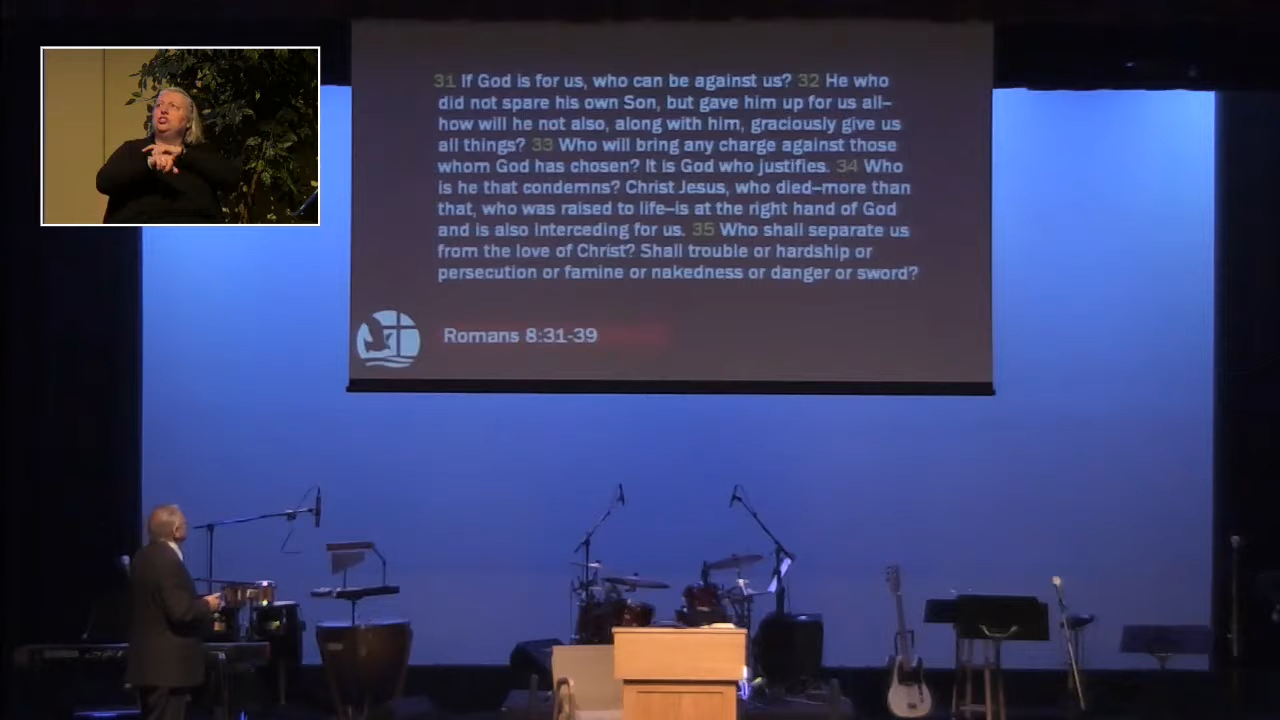 31 If God is for us, who can be against us? 32 He who
did not spare his own Son, but gave him up for us all–
how will he not also, along with him, graciously give us
all things? 33 Who will bring any charge against those
whom God has chosen? It is God who justifies. 34 Who
is he that condemns? Christ Jesus, who died–more than
that, who was raised to life–is at the right hand of God
and is also interceding for us. 35 Who shall separate us
from the love of Christ? Shall trouble or hardship or
persecution or famine or nakedness or danger or sword?
Romans 8:31-39